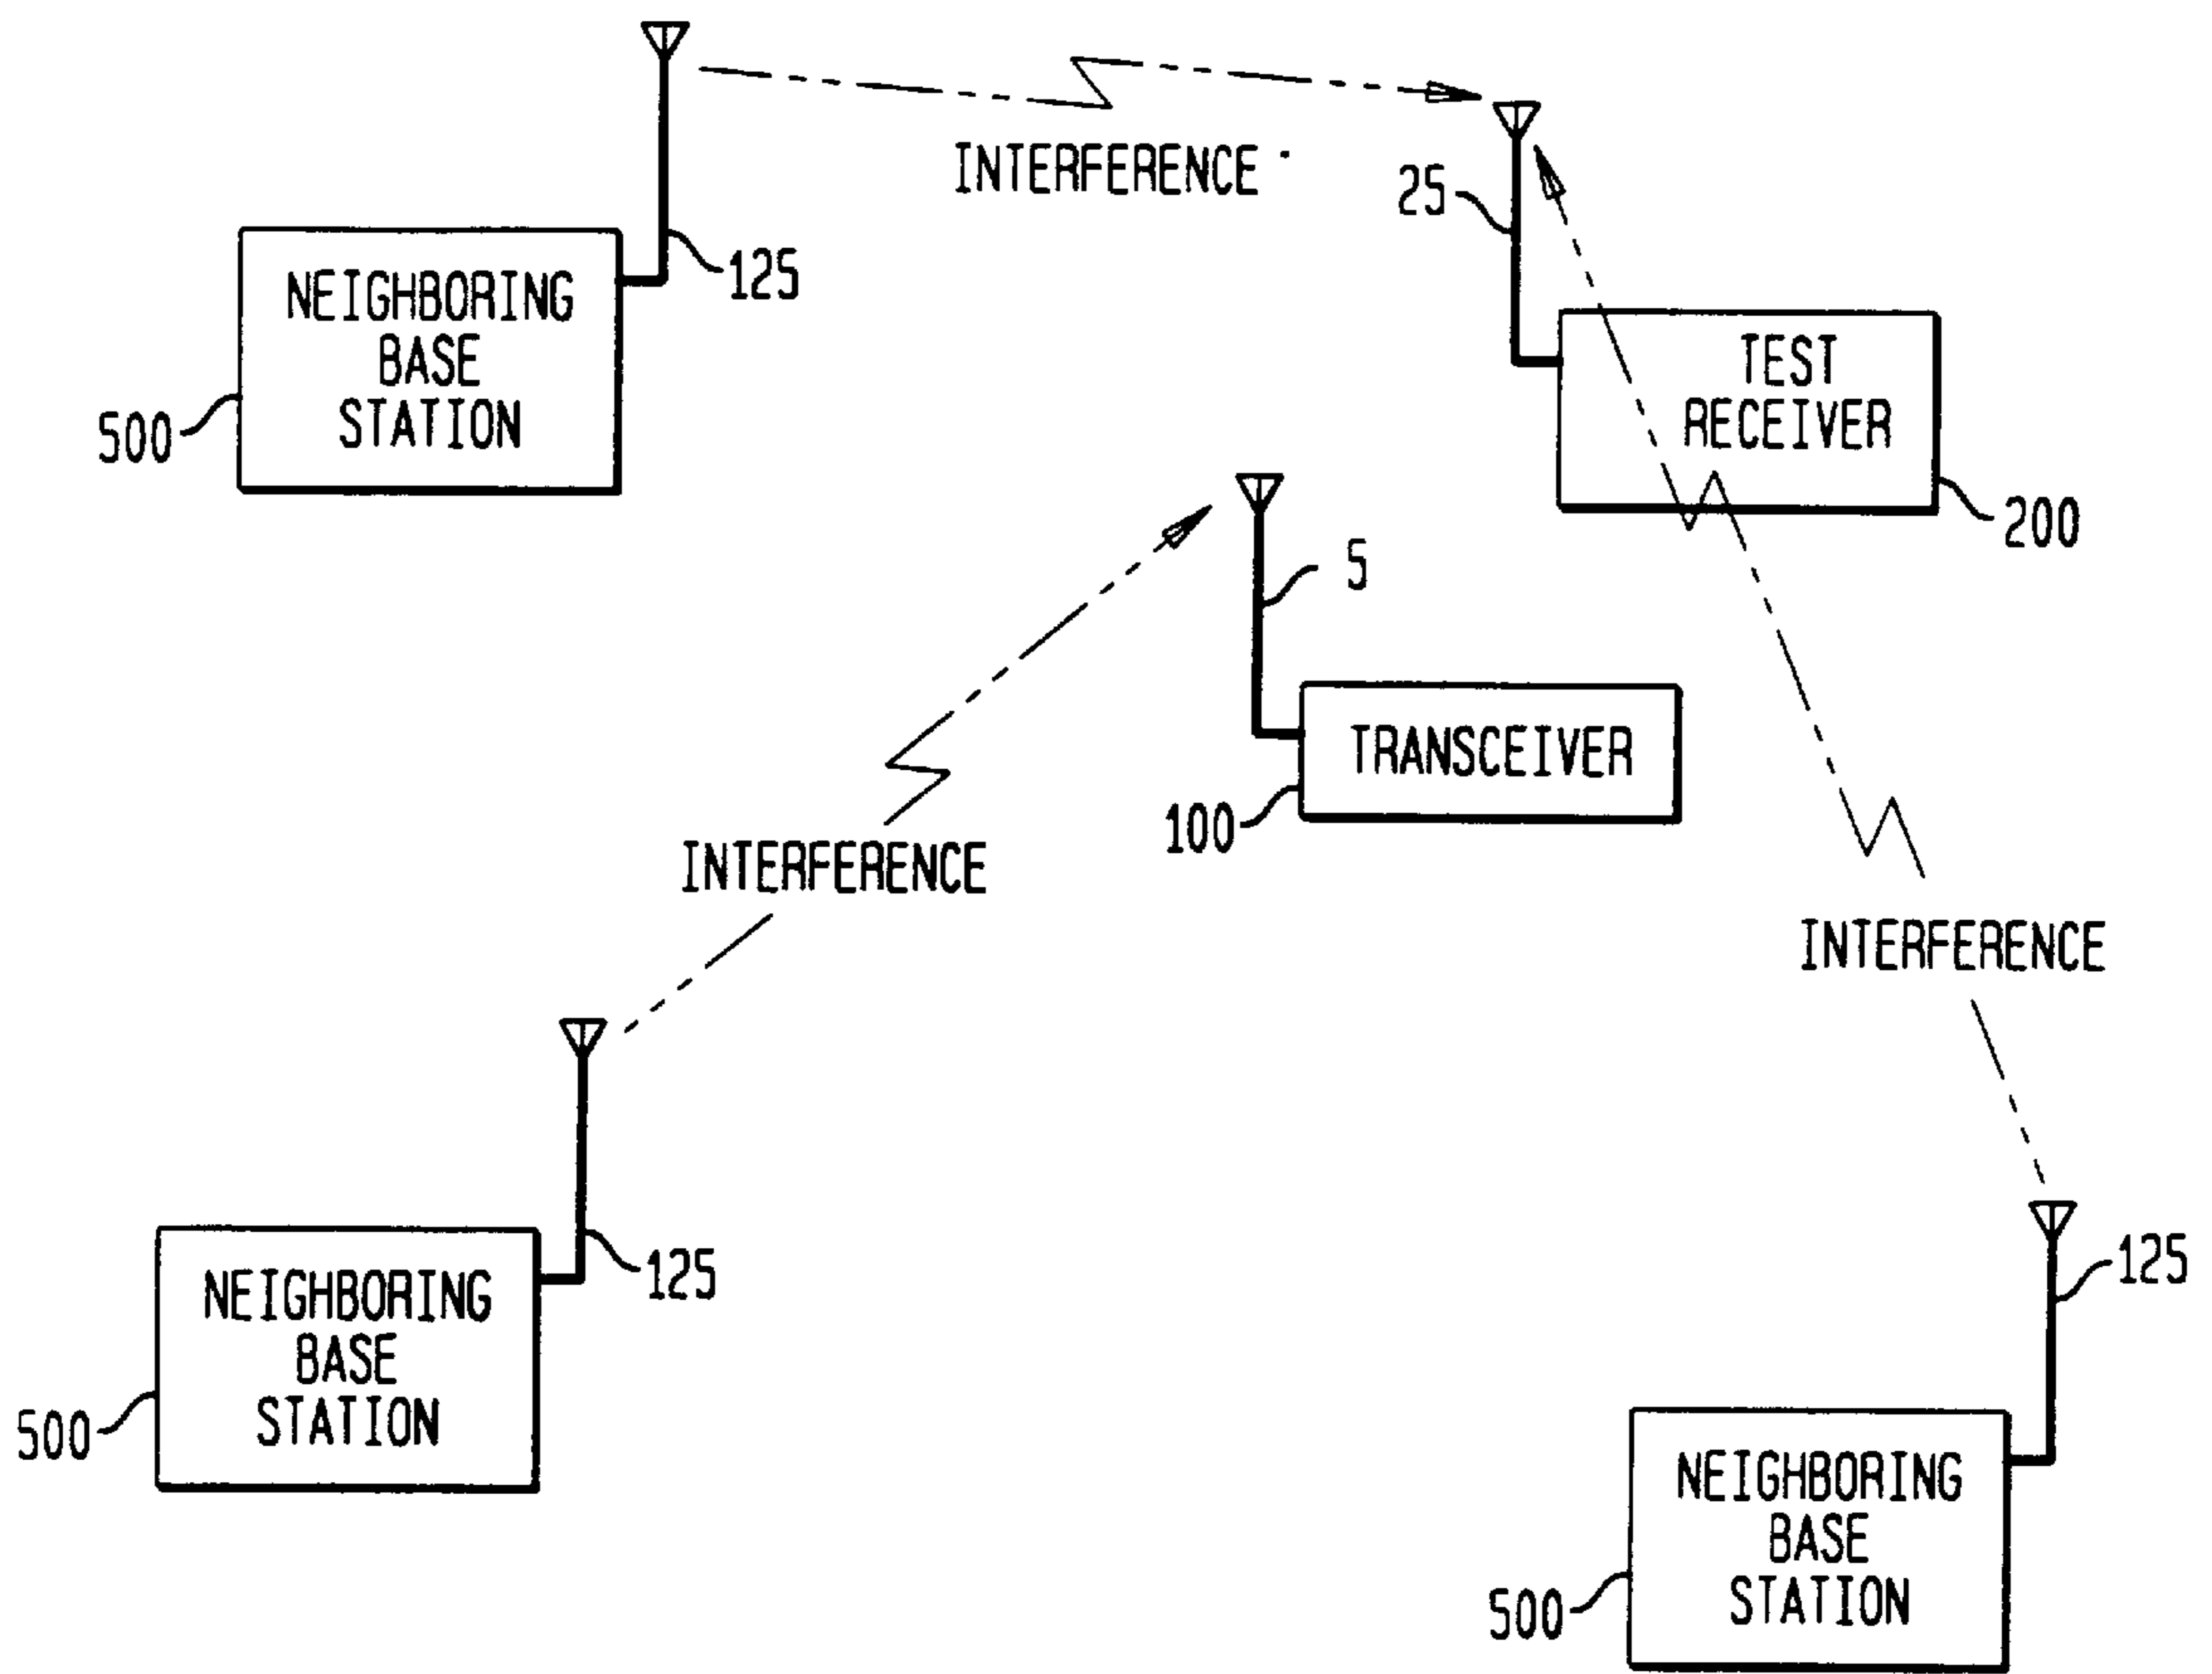 INTERFERENCE
25
125
NEIGHBORING
BASE
STATION
500
TEST
RECEIVER
200
5
TRANSCEIVER
100
INTERFERENCE
INTERFERENCE
125
NEIGHBORING
BASE
STATION
500
125
NEIGHBORING
BASE
STATION
500